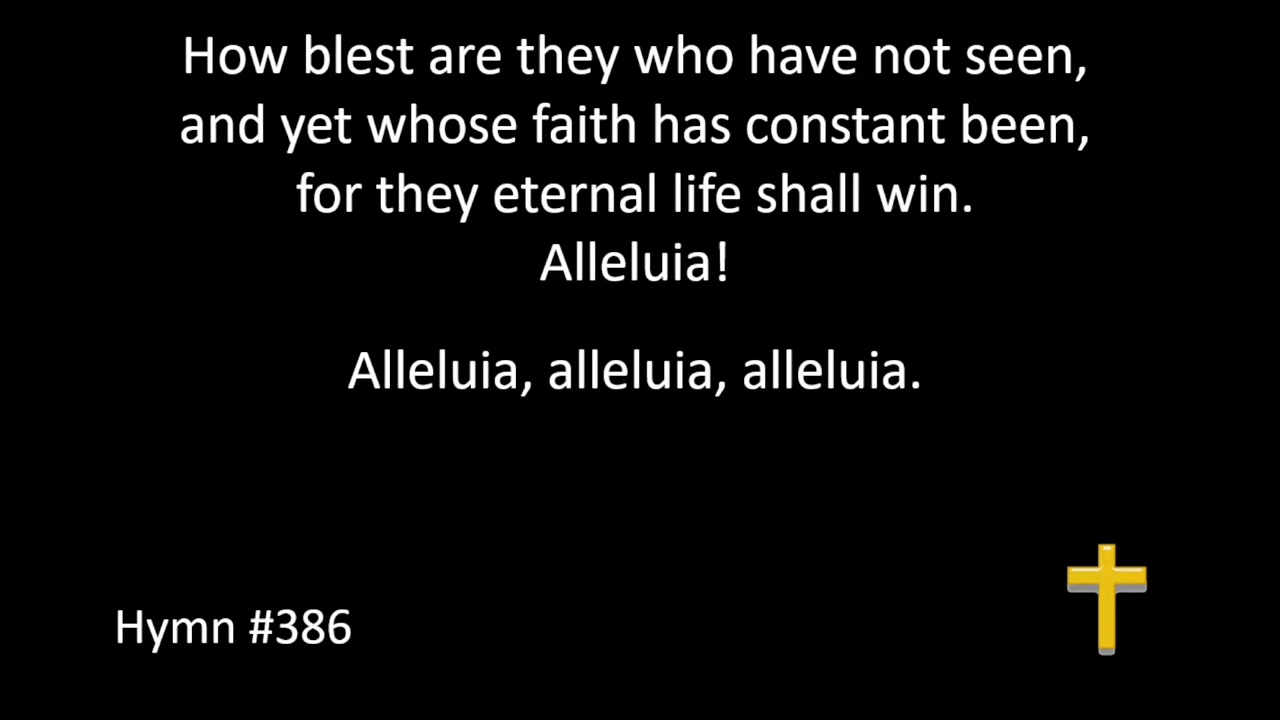 How blest are they who have not seen,
and yet whose faith has constant been,
for they eternal life shall win.
Alleluia!
Alleluia, alleluia, alleluia.
Hymn #386